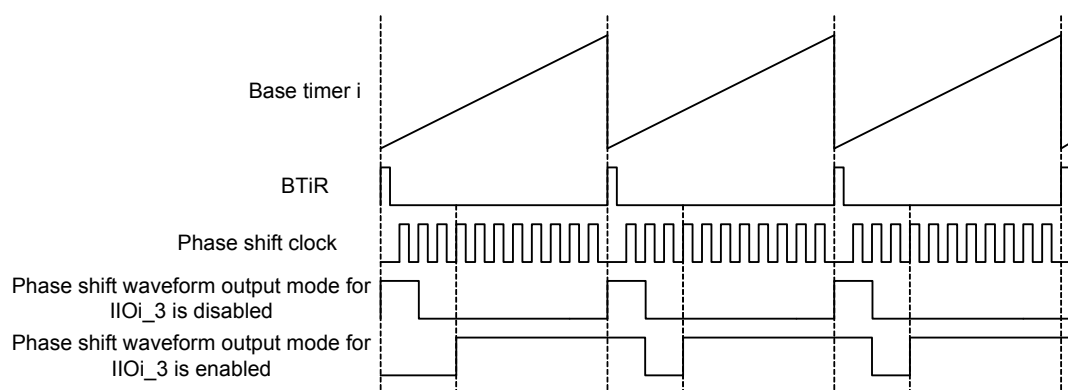 Base timer i
BTiR
Phase shift clock
Phase shift waveform output mode for
IIOi_3 is disabled
Phase shift waveform output mode for
IIOi_3 is enabled